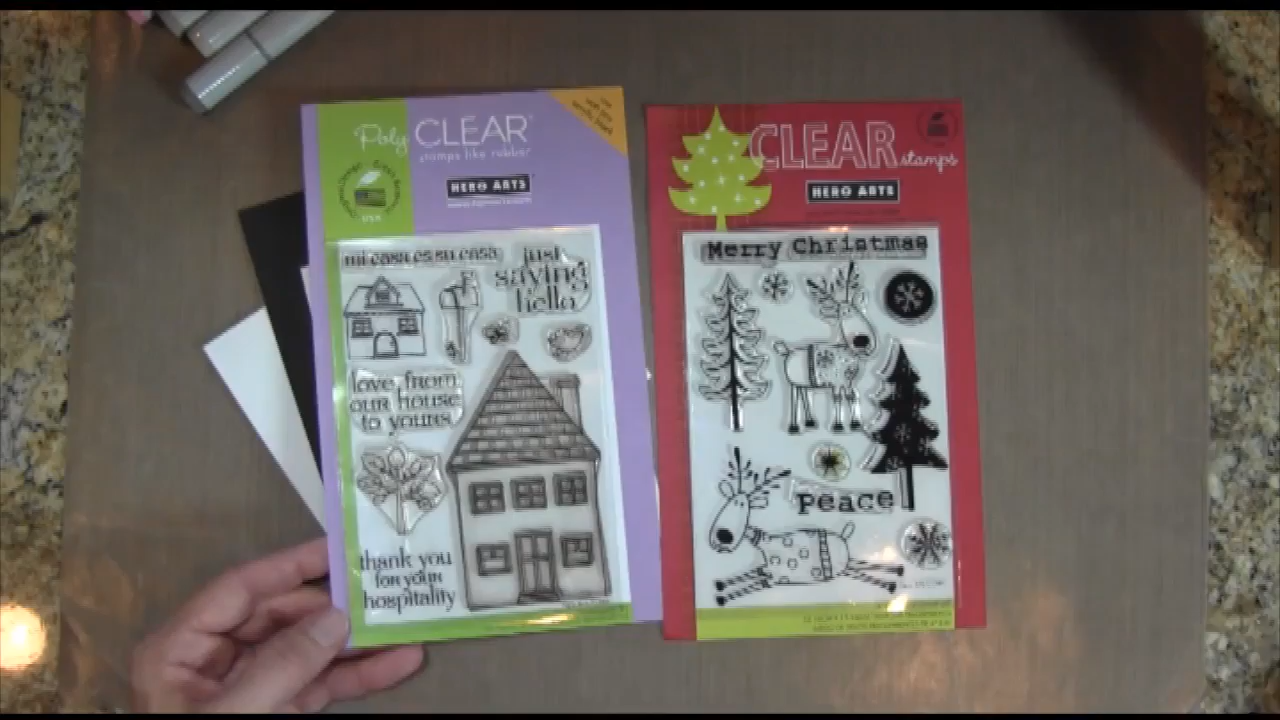 Poly CLEAR
stamps like rubber
HERO ARTS
USA
mi casa es su casa
just
saying
hello
love, from
our house
to yours
thank you
for your
hospitality
CLEAR stamps
HERO ARTS
Merry Christmas
Peace